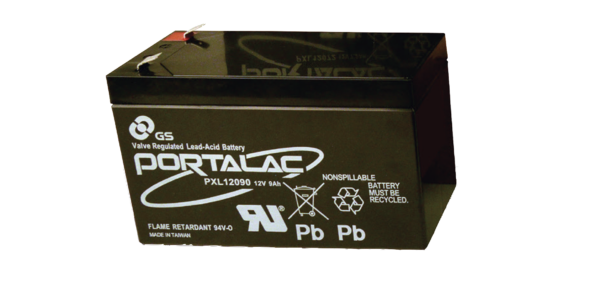 GS
Valve Regulated Lead-Acid Battery
PORTALAC
PXL12090 12V 9Ah
NONSPILLABLE
BATTERY
MUST BE
RECYCLED.
Pb Pb
FLAME RETARDANT 94V-O
MADE IN TAIWAN